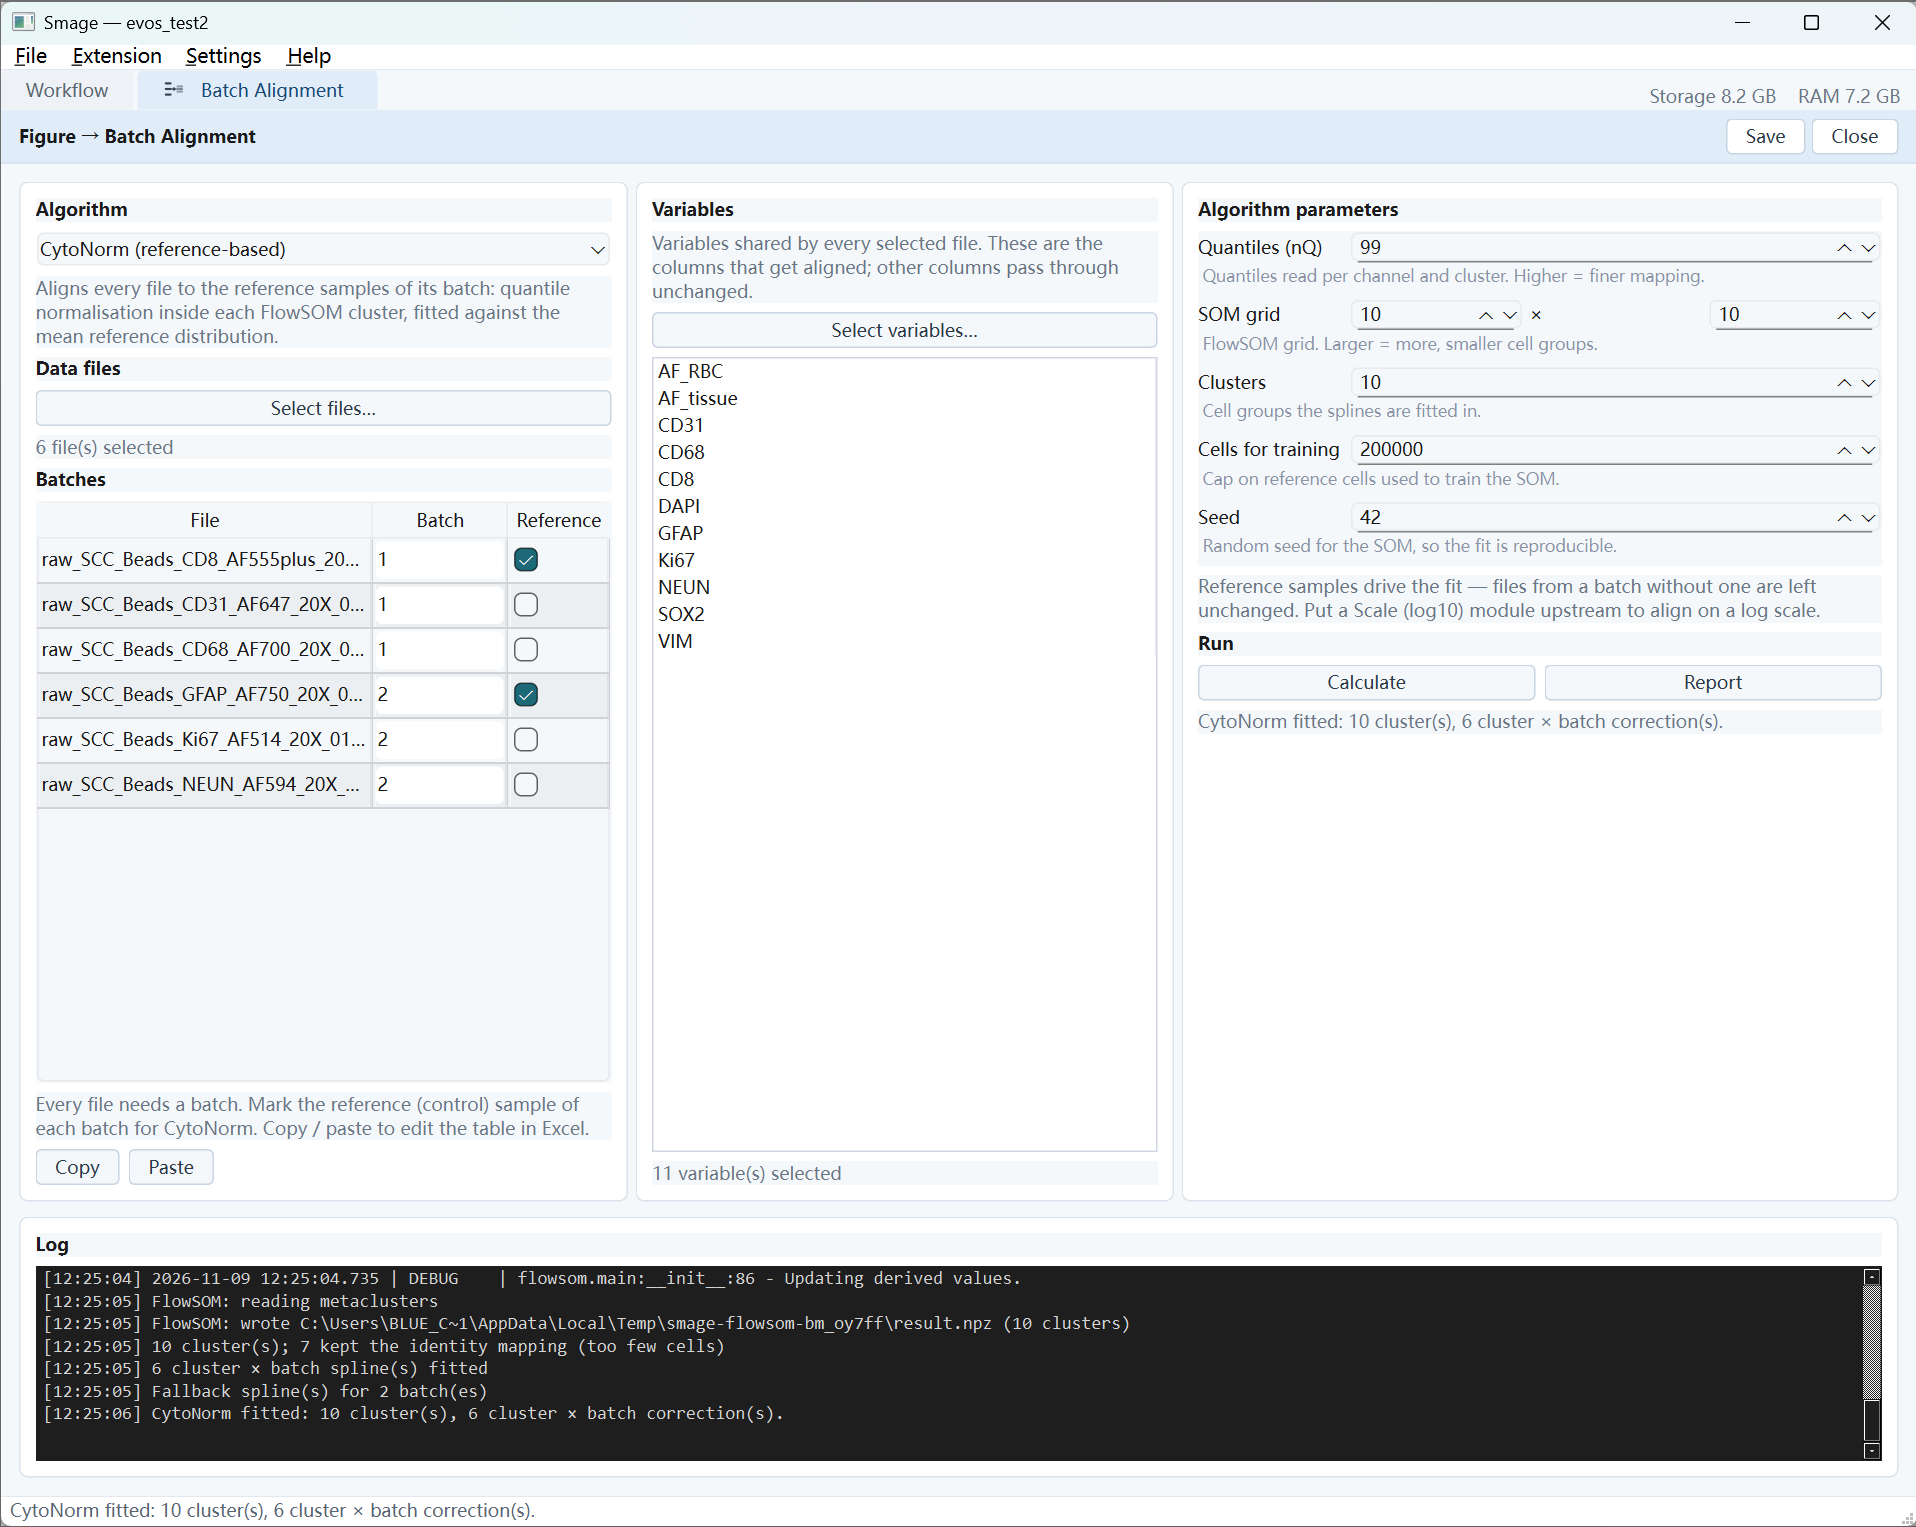 Smage — evos_test2
File Extension Settings Help
Workflow
Batch Alignment
Storage 8.2 GB RAM 7.2 GB
Figure → Batch Alignment
Save
Close
Algorithm
CytoNorm (reference-based)
Aligns every file to the reference samples of its batch: quantile
normalisation inside each FlowSOM cluster, fitted against the
mean reference distribution.
Data files
Select files...
6 file(s) selected
Batches
File Batch Reference
raw_SCC_Beads_CD8_AF555plus_20... 1
raw_SCC_Beads_CD31_AF647_20X_0... 1
raw_SCC_Beads_CD68_AF700_20X_0... 1
raw_SCC_Beads_GFAP_AF750_20X_0... 2
raw_SCC_Beads_Ki67_AF514_20X_01... 2
raw_SCC_Beads_NEUN_AF594_20X_... 2
Every file needs a batch. Mark the reference (control) sample of
each batch for CytoNorm. Copy / paste to edit the table in Excel.
Copy
Paste
Variables
Variables shared by every selected file. These are the
columns that get aligned; other columns pass through
unchanged.
Select variables...
AF_RBC
AF_tissue
CD31
CD68
CD8
DAPI
GFAP
Ki67
NEUN
SOX2
VIM
11 variable(s) selected
Algorithm parameters
Quantiles (nQ) 99
Quantiles read per channel and cluster. Higher = finer mapping.
SOM grid 10 × 10
FlowSOM grid. Larger = more, smaller cell groups.
Clusters 10
Cell groups the splines are fitted in.
Cells for training 200000
Cap on reference cells used to train the SOM.
Seed 42
Random seed for the SOM, so the fit is reproducible.
Reference samples drive the fit — files from a batch without one are left
unchanged. Put a Scale (log10) module upstream to align on a log scale.
Run
Calculate
Report
CytoNorm fitted: 10 cluster(s), 6 cluster × batch correction(s).
Log
[12:25:04] 2026-11-09 12:25:04.735 | DEBUG | flowsom.main:__init__:86 - Updating derived values.
[12:25:05] FlowSOM: reading metaclusters
[12:25:05] FlowSOM: wrote C:\Users\BLUE_C~1\AppData\Local\Temp\smage-flowsom-bm_oy7ff\result.npz (10 clusters)
[12:25:05] 10 cluster(s); 7 kept the identity mapping (too few cells)
[12:25:05] 6 cluster × batch spline(s) fitted
[12:25:05] Fallback spline(s) for 2 batch(es)
[12:25:06] CytoNorm fitted: 10 cluster(s), 6 cluster × batch correction(s).
CytoNorm fitted: 10 cluster(s), 6 cluster × batch correction(s).